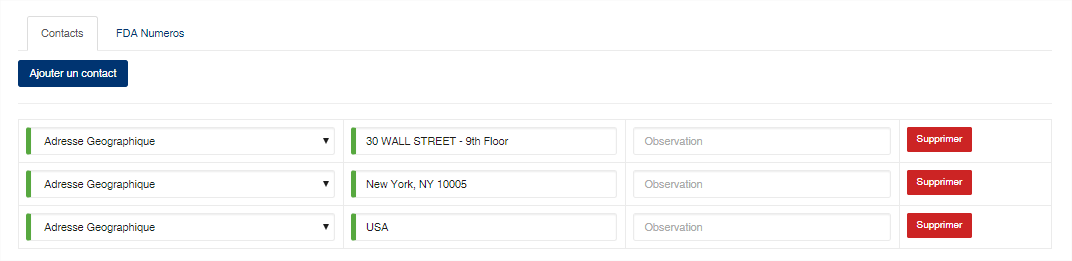 Contacts FDA Numeros
Ajouter un contact
Adresse Geographique 30 WALL STREET - 9th Floor Observation Supprimer
Adresse Geographique New York, NY 10005 Observation Supprimer
Adresse Geographique USA Observation Supprimer